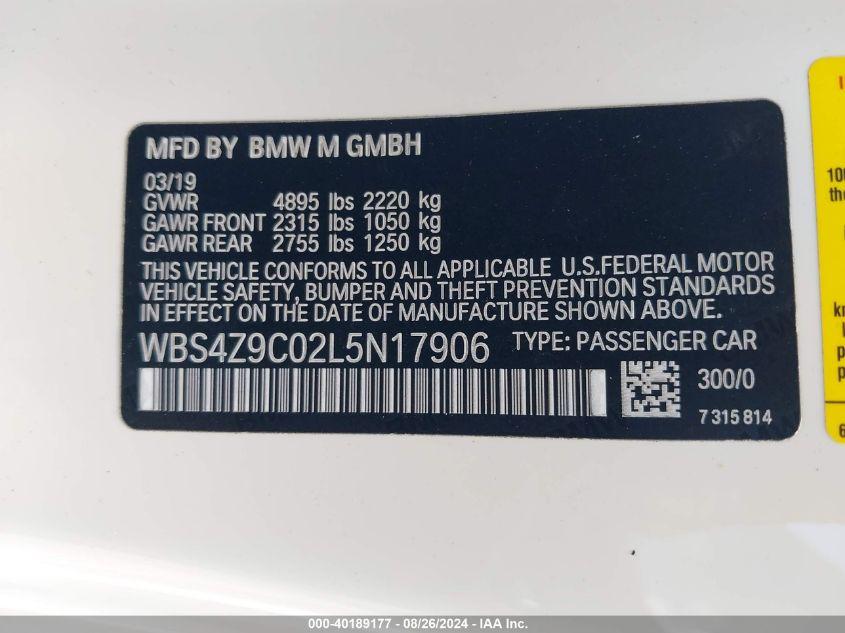 MFD BY BMW M GMBH
03/19
GVWR 4895 lbs 2220 kg
GAWR FRONT 2315 lbs 1050 kg
GAWR REAR 2755 lbs 1250 kg
THIS VEHICLE CONFORMS TO ALL APPLICABLE U.S.FEDERAL MOTOR
VEHICLE SAFETY, BUMPER AND THEFT PREVENTION STANDARDS
IN EFFECT ON THE DATE OF MANUFACTURE SHOWN ABOVE.
WBS4Z9C02L5N17906 TYPE: PASSENGER CAR
300/0
7 315 814
000-40189177 - 08/26/2024 - IAA Inc.